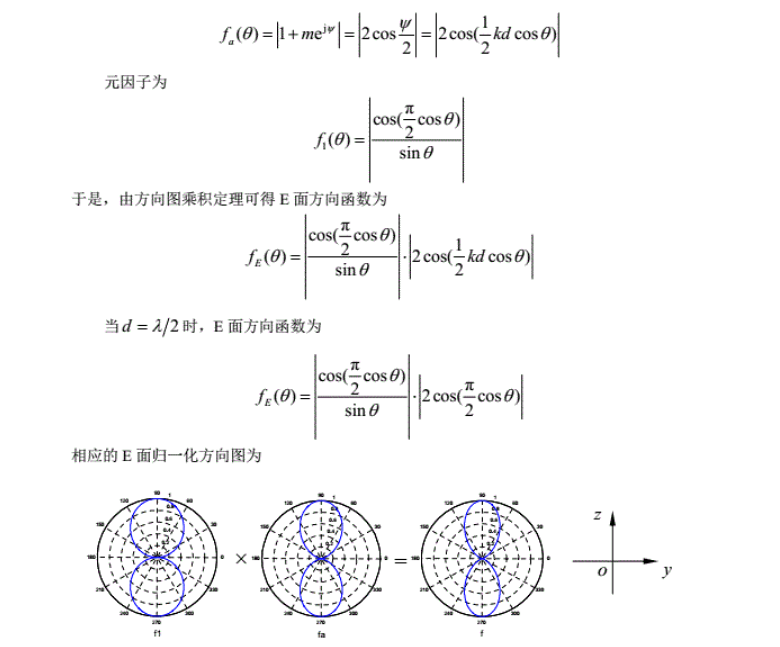 fₐ(θ) = |1 + me^{jψ}| = |2cos ψ/2| = |2cos(1/2 kd cosθ)|
元因子为
f₁(θ) = |cos(π/2 cosθ) / sinθ|
于是，由方向图乘积定理可得 E 面方向函数为
f_E(θ) = |cos(π/2 cosθ) / sinθ| · |2cos(1/2 kd cosθ)|
当 d = λ/2 时，E 面方向函数为
f_E(θ) = |cos(π/2 cosθ) / sinθ| · |2cos(π/2 cosθ)|
相应的 E 面归一化方向图为
× = z o y
f1 fa f